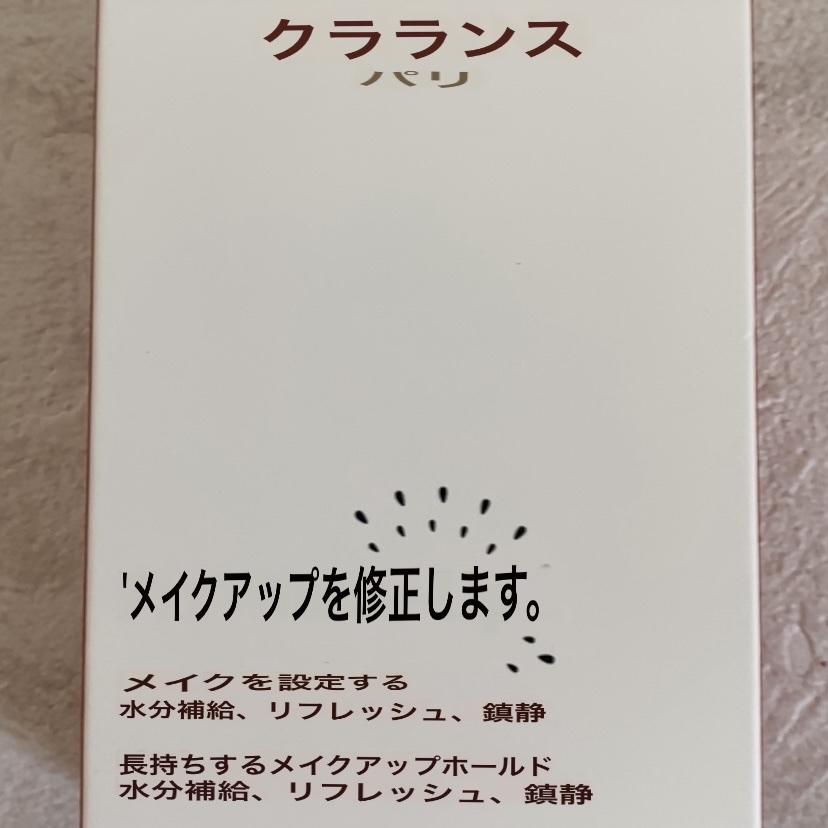 クラランス
パリ
'メイクアップを修正します。
メイクを設定する
水分補給、リフレッシュ、鎮静
長持ちするメイクアップホールド
水分補給、リフレッシュ、鎮静